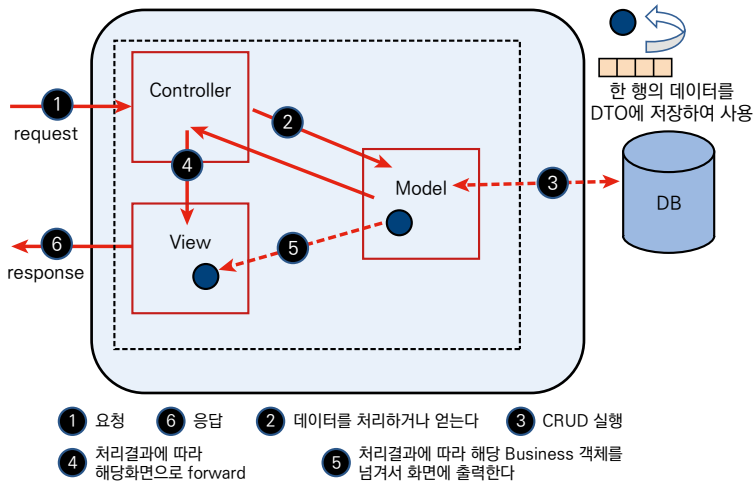 한 행의 데이터를
DTO에 저장하여 사용
Controller
1
request
2
4
Model
3
DB
View
5
6
response
1 요청
6 응답
2 데이터를 처리하거나 얻는다
3 CRUD 실행
4 처리결과에 따라
해당화면으로 forward
5 처리결과에 따라 해당 Business 객체를
넘겨서 화면에 출력한다